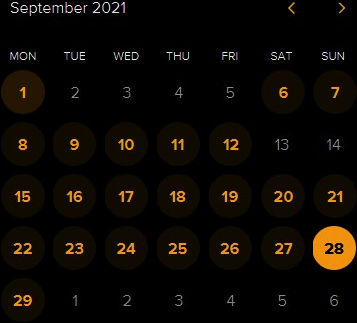 September 2021
MON TUE WED THU FRI SAT SUN
1 2 3 4 5 6 7
8 9 10 11 12 13 14
15 16 17 18 19 20 21
22 23 24 25 26 27 28
29 1 2 3 4 5 6